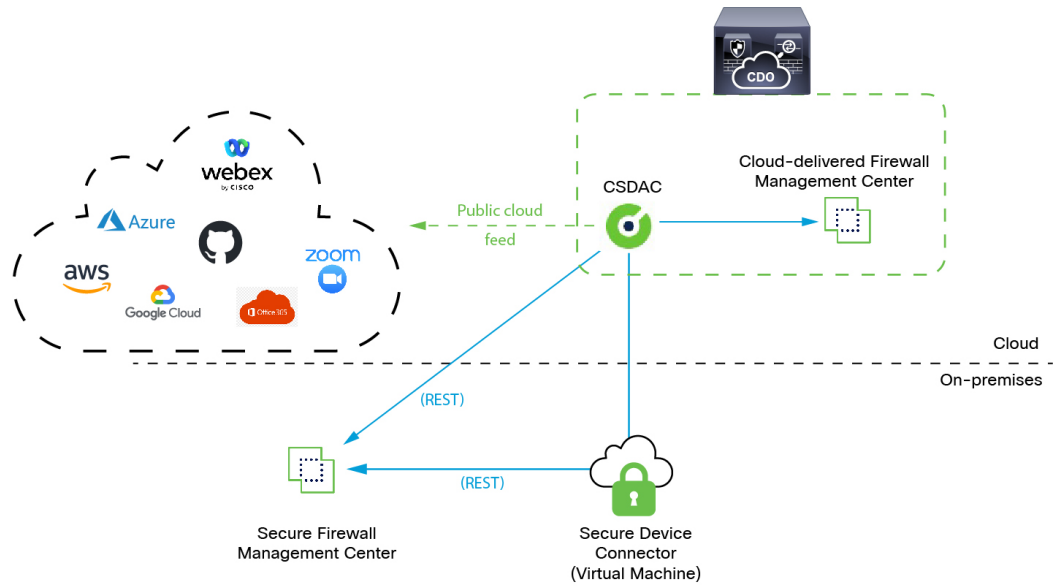 CDO
webex
by CISCO
Azure
aws
Google Cloud
Office 365
zoom
Public cloud
feed
CSDAC
Cloud-delivered Firewall
Management Center
Cloud
On-premises
(REST)
(REST)
Secure Firewall
Management Center
Secure Device
Connector
(Virtual Machine)